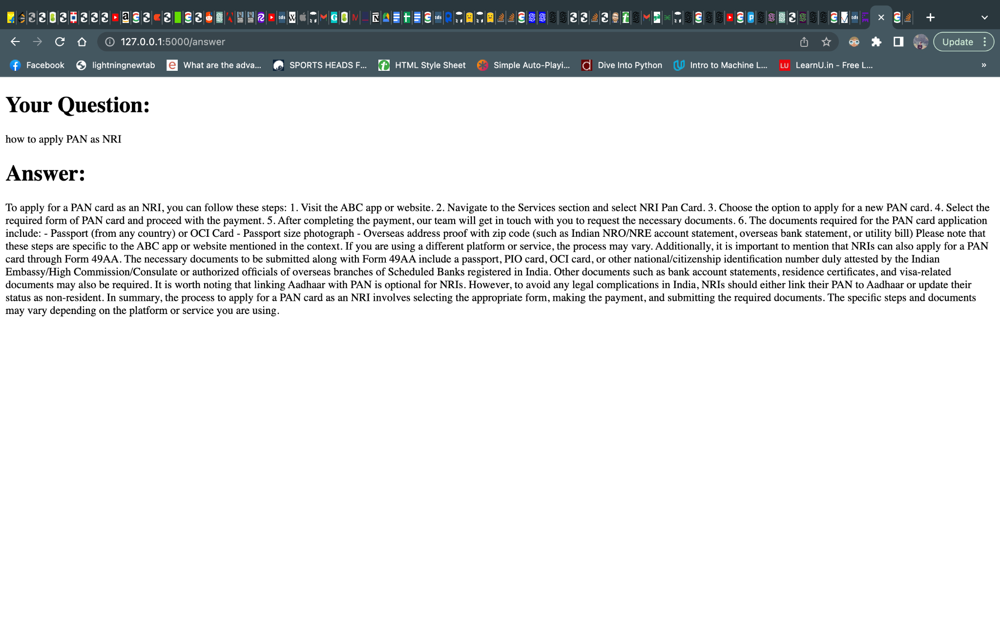 127.0.0.1:5000/answer
Update
Facebook lightningnewtab What are the adva... SPORTS HEADS F... HTML Style Sheet Simple Auto-Playi... Dive Into Python Intro to Machine L... LearnU.in - Free L... »
Your Question:
how to apply PAN as NRI
Answer:
To apply for a PAN card as an NRI, you can follow these steps: 1. Visit the ABC app or website. 2. Navigate to the Services section and select NRI Pan Card. 3. Choose the option to apply for a new PAN card. 4. Select the
required form of PAN card and proceed with the payment. 5. After completing the payment, our team will get in touch with you to request the necessary documents. 6. The documents required for the PAN card application
include: - Passport (from any country) or OCI Card - Passport size photograph - Overseas address proof with zip code (such as Indian NRO/NRE account statement, overseas bank statement, or utility bill) Please note that
these steps are specific to the ABC app or website mentioned in the context. If you are using a different platform or service, the process may vary. Additionally, it is important to mention that NRIs can also apply for a PAN
card through Form 49AA. The necessary documents to be submitted along with Form 49AA include a passport, PIO card, OCI card, or other national/citizenship identification number duly attested by the Indian
Embassy/High Commission/Consulate or authorized officials of overseas branches of Scheduled Banks registered in India. Other documents such as bank account statements, residence certificates, and visa-related
documents may also be required. It is worth noting that linking Aadhaar with PAN is optional for NRIs. However, to avoid any legal complications in India, NRIs should either link their PAN to Aadhaar or update their
status as non-resident. In summary, the process to apply for a PAN card as an NRI involves selecting the appropriate form, making the payment, and submitting the required documents. The specific steps and documents
may vary depending on the platform or service you are using.